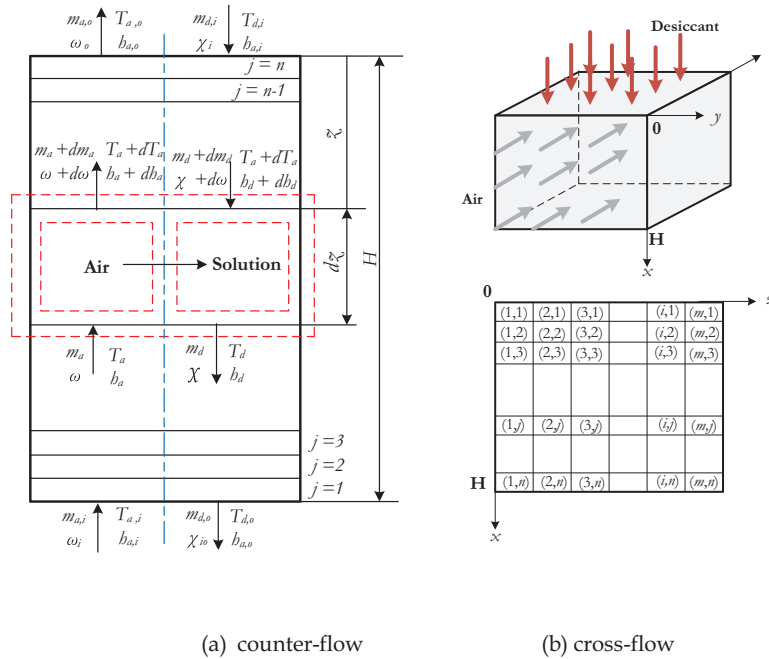 m_{a,o} T_{a,o} m_{d,i} T_{d,i}
ω_o h_{a,o} χ_i h_{a,i}
j = n
j = n-1
z
m_a + dm_a T_a + dT_a m_d + dm_d T_a + dT_a
ω + dω h_a + dh_a χ + dω h_d + dh_d
Air Solution
dz
H
m_a T_a m_d T_d
ω h_a χ h_d
j = 3
j = 2
j = 1
m_{a,i} T_{a,i} m_{d,o} T_{d,o}
ω_i h_{a,i} χ_{io} h_{a,o}
(a) counter-flow
Desiccant
0
y
Air
H
x
0
(1,1) (2,1) (3,1) (i,1) (m,1)
(1,2) (2,2) (3,2) (i,2) (m,2)
(1,3) (2,3) (3,3) (i,3) (m,3)
(1,j) (2,j) (3,j) (i,j) (m,j)
H (1,n) (2,n) (3,n) (i,n) (m,n)
x
(b) cross-flow